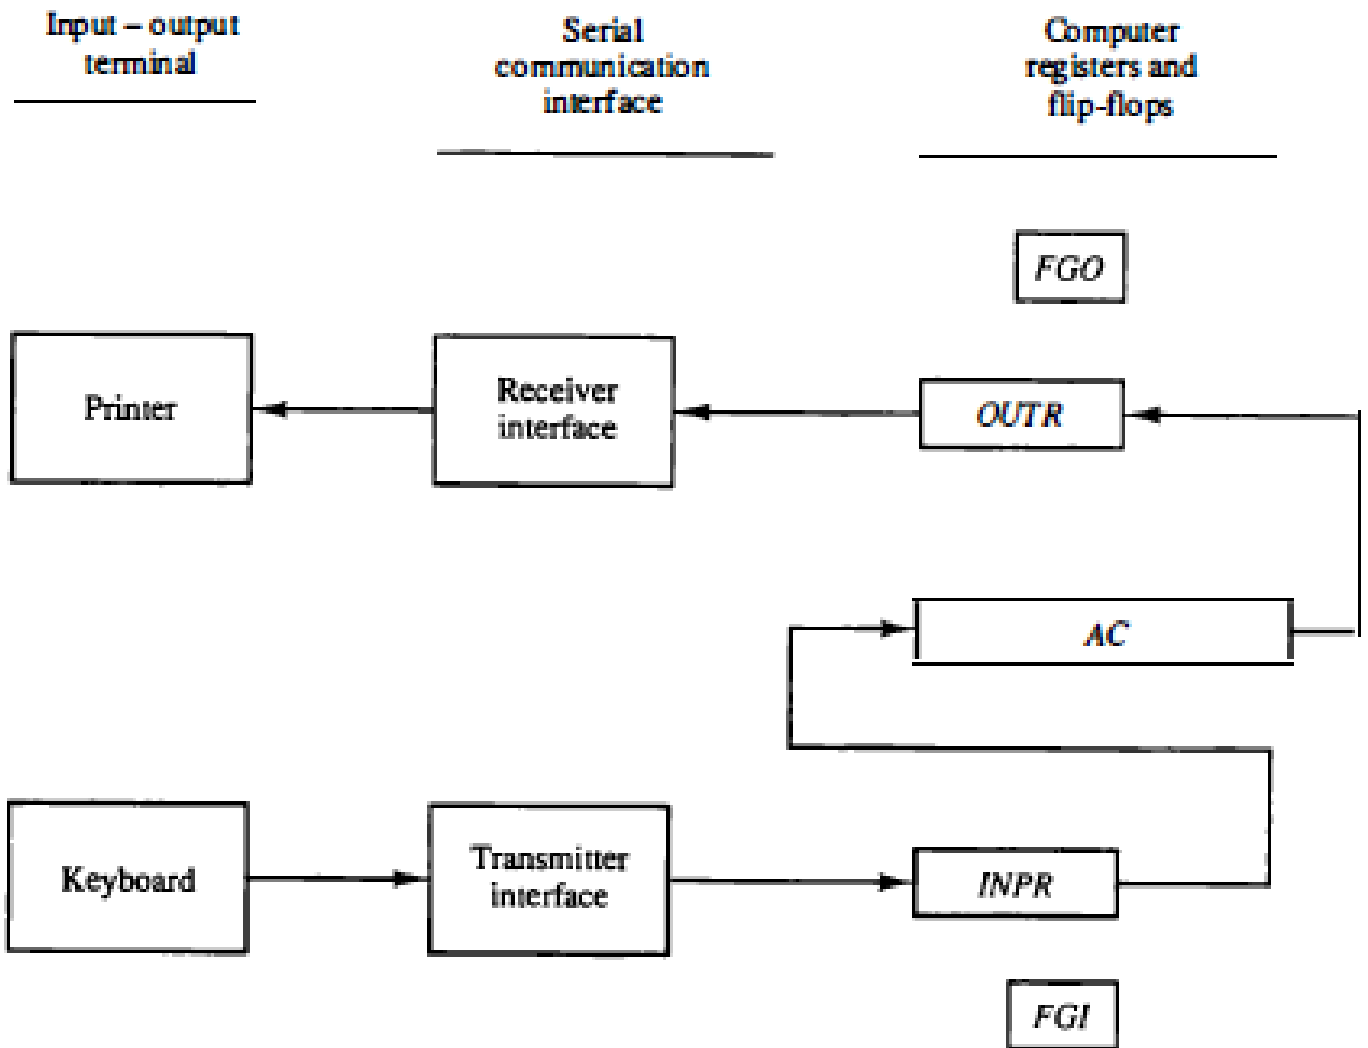 Input – output
terminal
Serial
communication
interface
Computer
registers and
flip-flops
FGO
Printer
Receiver
interface
OUTR
AC
Keyboard
Transmitter
interface
INPR
FGI